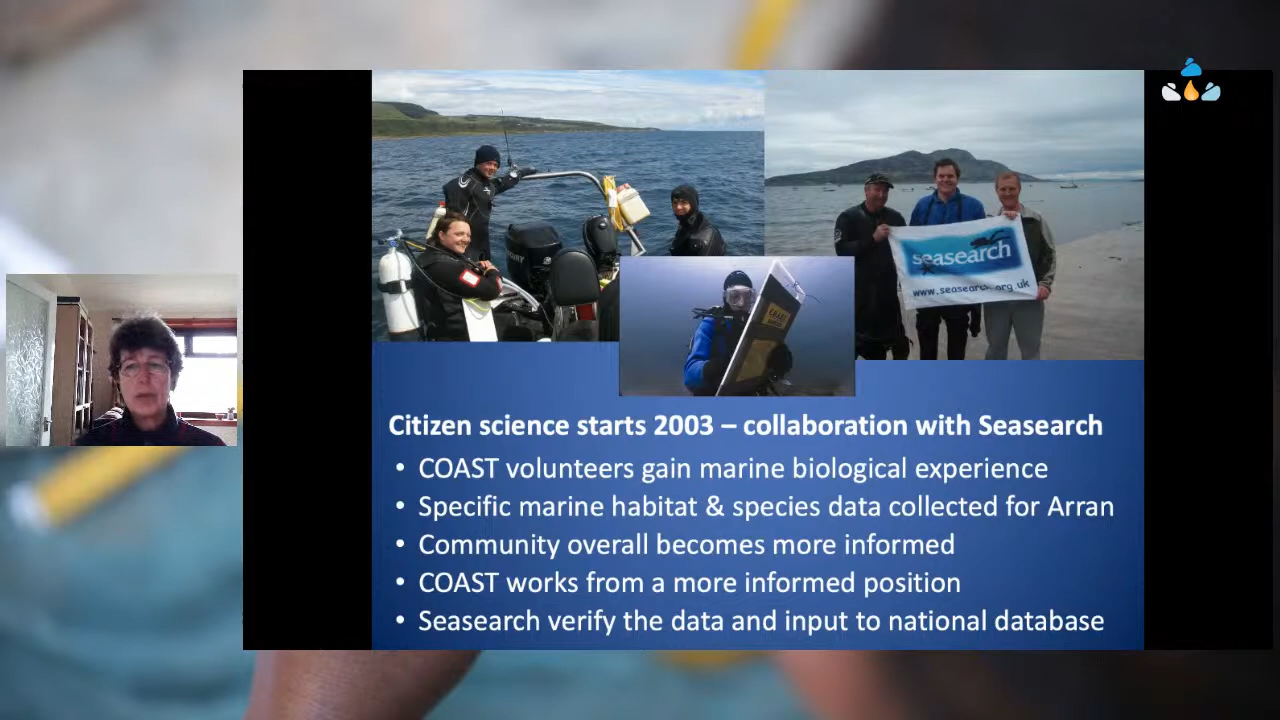 seasearch
www.seasearch.org.uk
COAST
Citizen science starts 2003 – collaboration with Seasearch
• COAST volunteers gain marine biological experience
• Specific marine habitat & species data collected for Arran
• Community overall becomes more informed
• COAST works from a more informed position
• Seasearch verify the data and input to national database